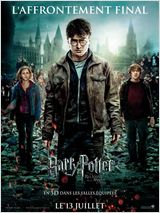 L'AFFRONTEMENT FINAL
Harry Potter
EN 3D DANS LES SALLES ÉQUIPÉES
LE 13 JUILLET